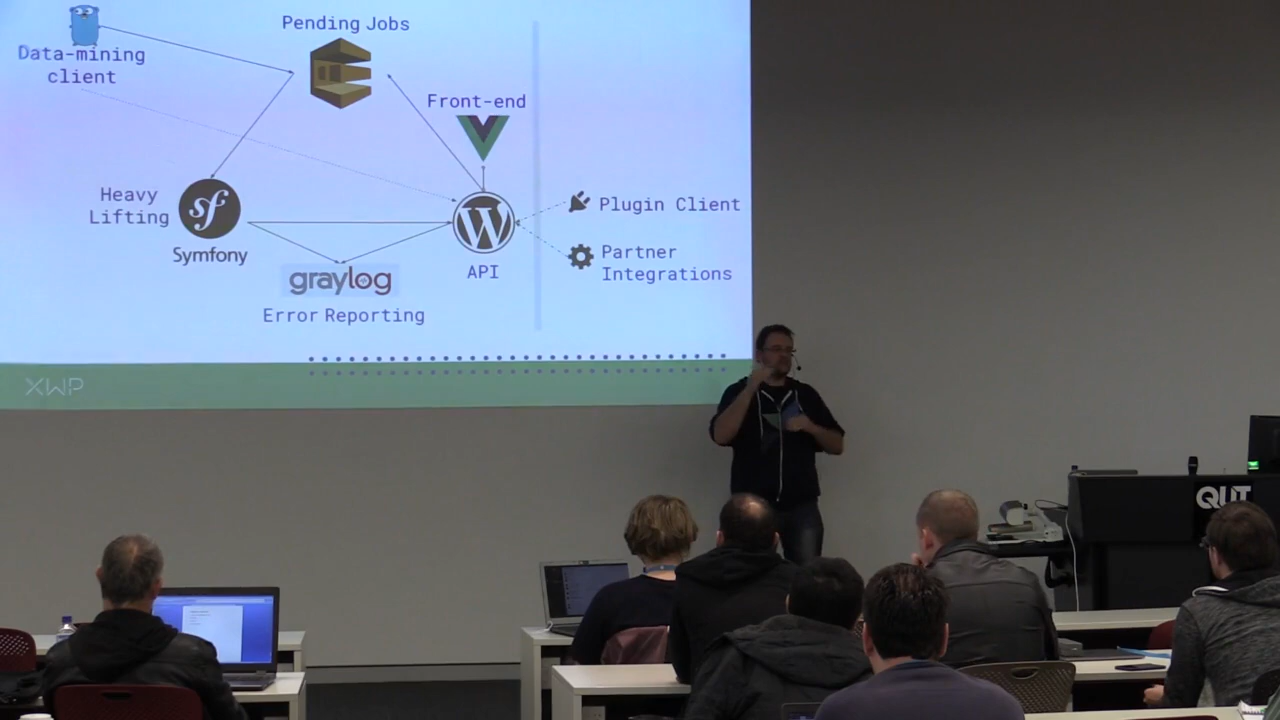 Pending Jobs
Data-mining
client
Front-end
Heavy
Lifting
Symfony
graylog
Error Reporting
API
Plugin Client
Partner
Integrations
XWP
QUT